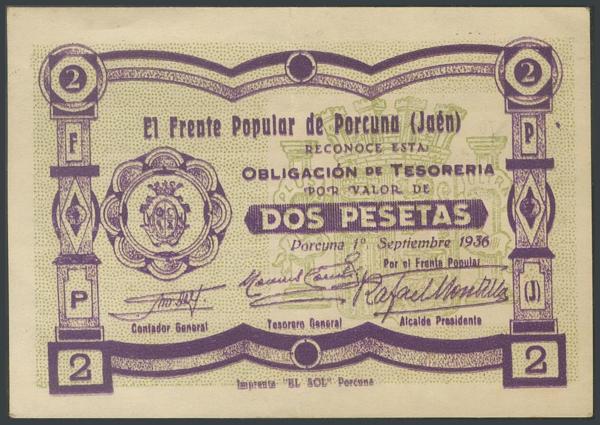 2 2
El Frente Popular de Porcuna (Jaén)
RECONOCE ESTA
OBLIGACIÓN DE TESORERIA
POR VALOR DE
DOS PESETAS
Porcuna 1º Septiembre 1936
Por el Frente Popular
Rafael Montilla
Contador General Tesorero General Alcalde Presidente
F P
P (J)
2 2
Imprenta "EL SOL" Porcuna